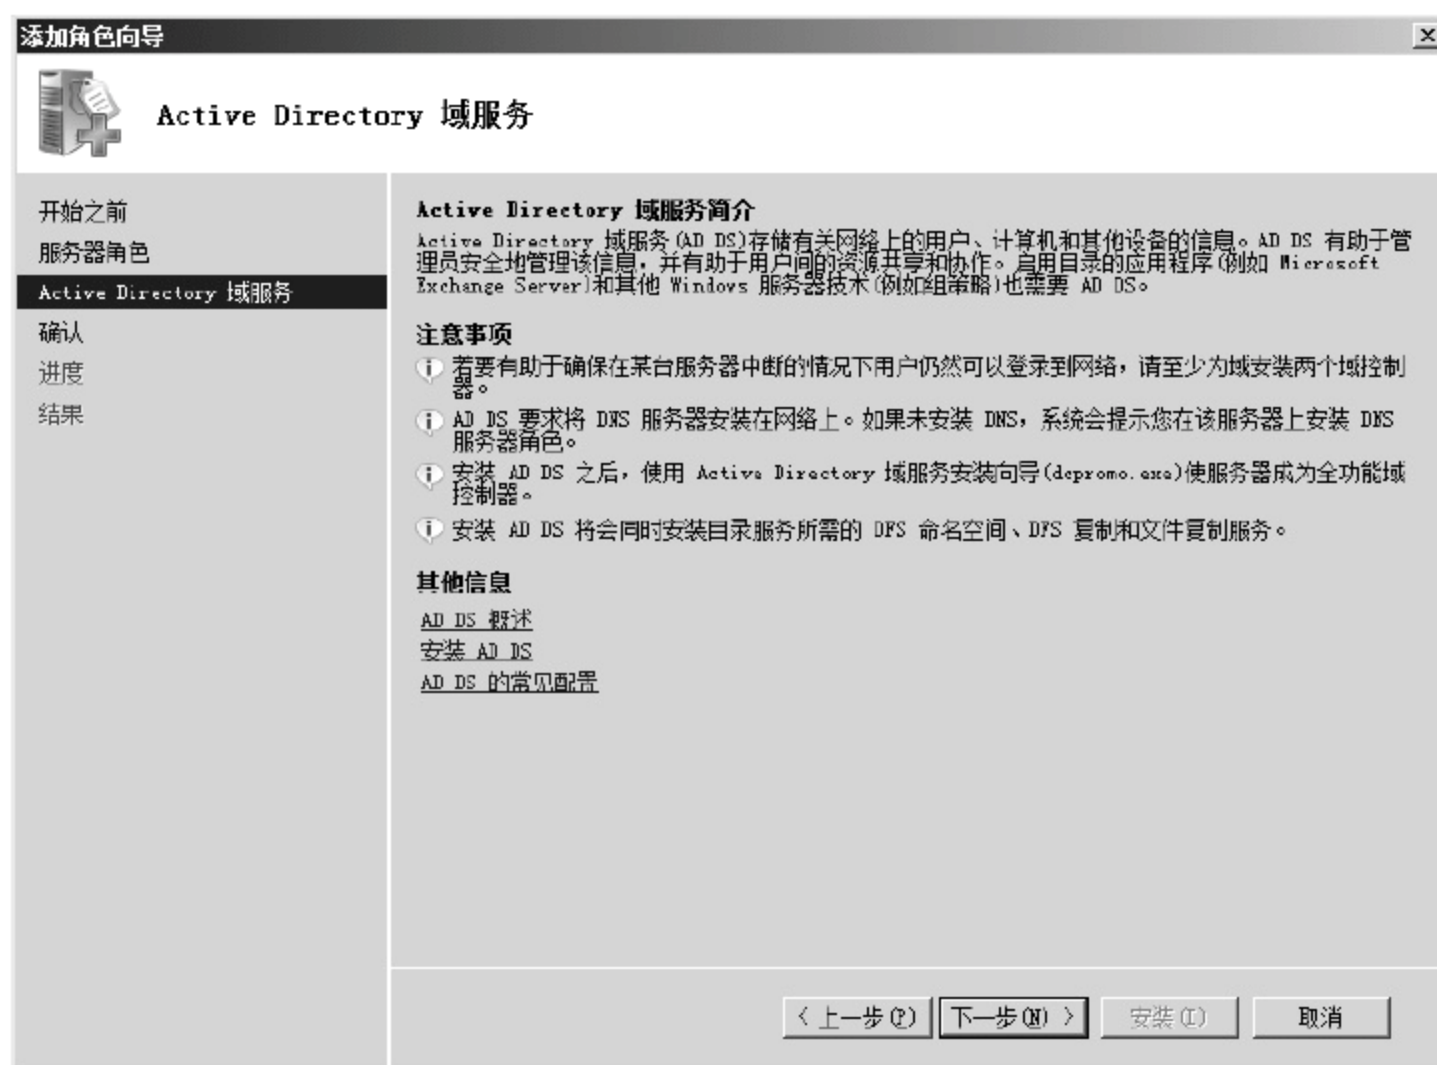 添加角色向导
Active Directory 域服务
开始之前
服务器角色
Active Directory 域服务
确认
进度
结果
Active Directory 域服务简介
Active Directory 域服务(AD DS)存储有关网络上的用户、计算机和其他设备的信息。AD DS 有助于管
理员安全地管理该信息，并有助于用户间的资源共享和协作。启用目录的应用程序(例如 Microsoft
Exchange Server)和其他 Windows 服务器技术(例如组策略)也需要 AD DS。
注意事项
若要有助于确保在某台服务器中断的情况下用户仍然可以登录到网络，请至少为域安装两个域控制
器。
AD DS 要求将 DNS 服务器安装在网络上。如果未安装 DNS，系统会提示您在该服务器上安装 DNS
服务器角色。
安装 AD DS 之后，使用 Active Directory 域服务安装向导(dcpromo.exe)使服务器成为全功能域
控制器。
安装 AD DS 将会同时安装目录服务所需的 DFS 命名空间、DFS 复制和文件复制服务。
其他信息
AD DS 概述
安装 AD DS
AD DS 的常见配置
< 上一步(P)
下一步(N) >
安装(I)
取消